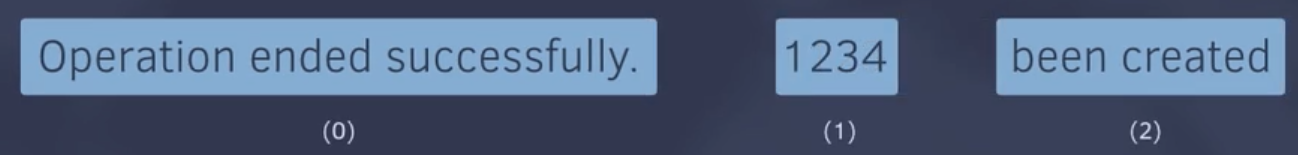 Operation ended successfully. 1234 been created
(0) (1) (2)